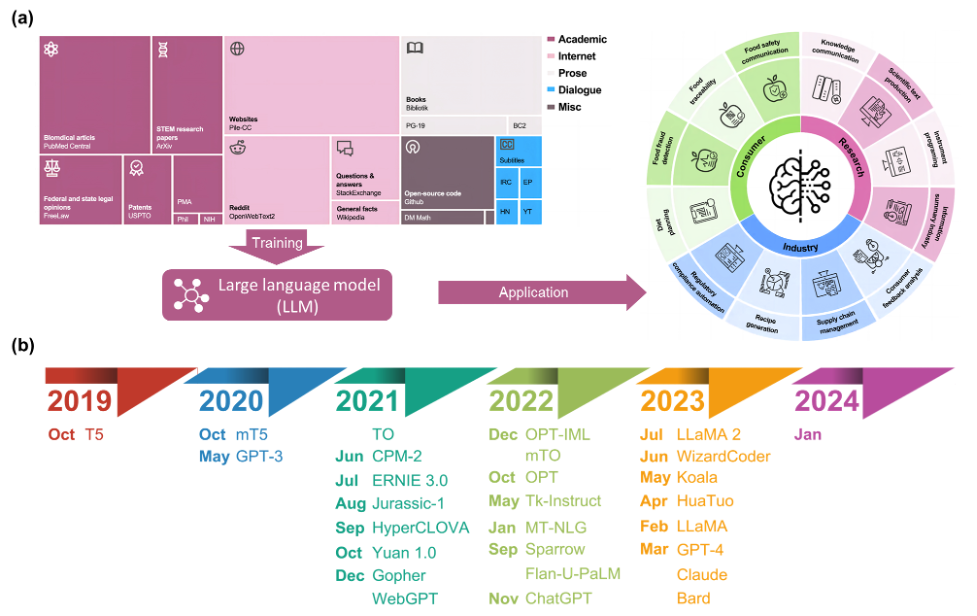 (a)
Biomdical article
PubMed Central
STEM research
papers
ArXiv
Federal and state legal
opinions
FreeLaw
Patents
USPTO
PMA
Phil
NIH
Websites
Pile-CC
Reddit
OpenWebText2
Questions &
answers
StackExchange
General facts
Wikipedia
Books
Bibliotik
PG-19
BC2
Open-source code
Github
DM Math
CC
Subtitles
IRC
EP
HN
YT
Academic
Internet
Prose
Dialogue
Misc
Training
Large language model
(LLM)
Application
Food safety
communication
Knowledge
communication
Scientific text
production
Instrument
programming
Information
summary industry
Consumer
feedback analysis
Supply chain
management
Recipe
generation
Regulatory
compliance automation
Diet
planning
Food fraud
detection
Food
traceability
Consumer
Research
Industry
(b)
2019
Oct T5
2020
Oct mT5
May GPT-3
2021
TO
Jun CPM-2
Jul ERNIE 3.0
Aug Jurassic-1
Sep HyperCLOVA
Oct Yuan 1.0
Dec Gopher
WebGPT
2022
Dec OPT-IML
mTO
Oct OPT
May Tk-Instruct
Jan MT-NLG
Sep Sparrow
Flan-U-PaLM
Nov ChatGPT
2023
Jul LLaMA 2
Jun WizardCoder
May Koala
Apr HuaTuo
Feb LLaMA
Mar GPT-4
Claude
Bard
2024
Jan